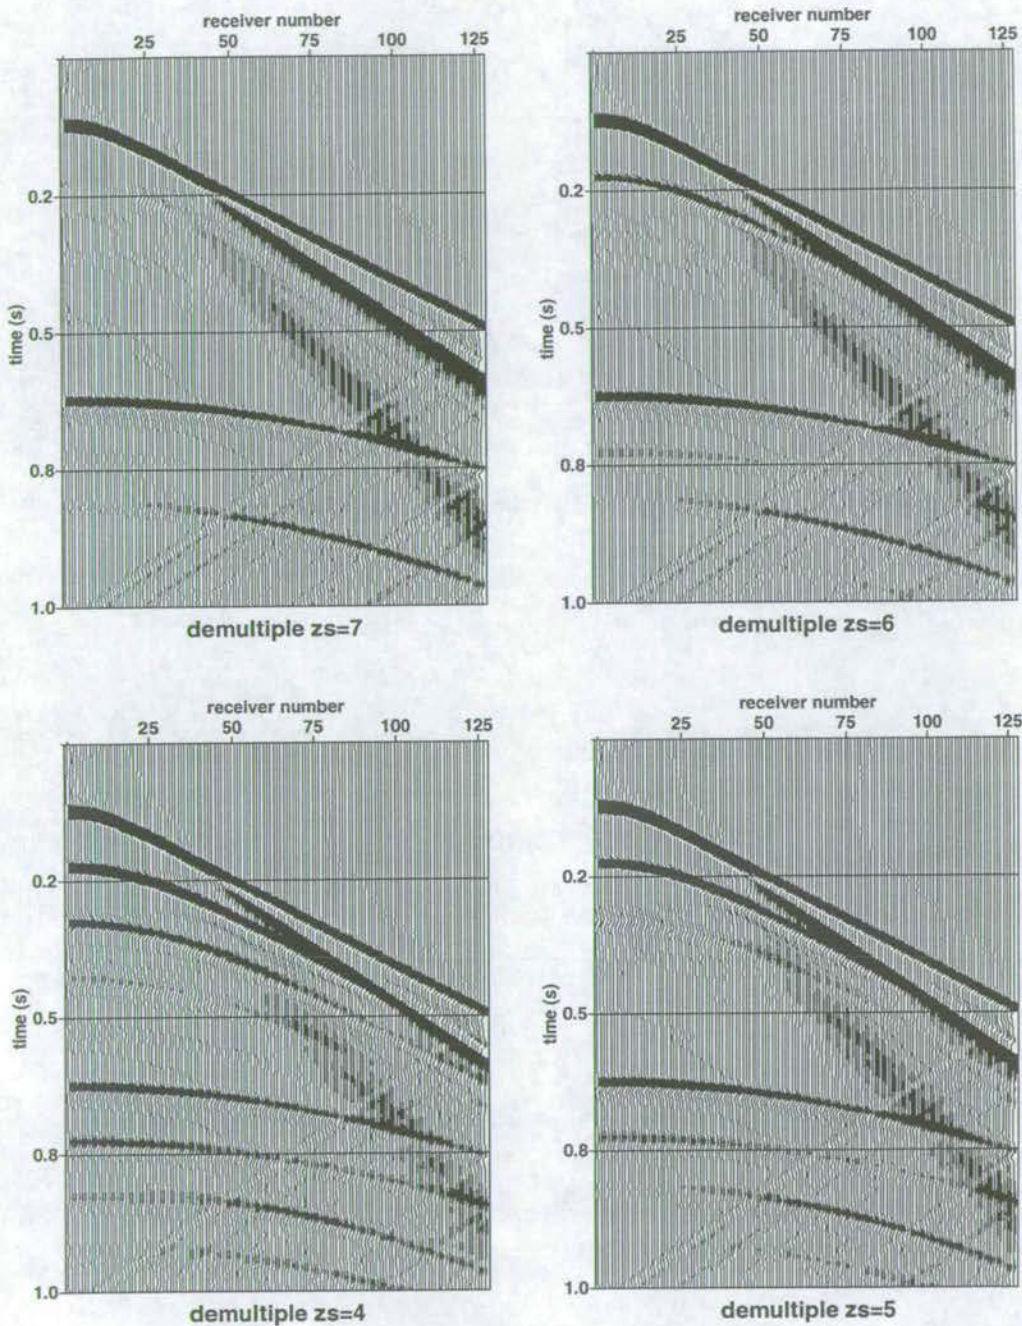 receiver number
25 50 75 100 125
time (s)
0.2
0.5
0.8
1.0
demultiple zs=7
receiver number
25 50 75 100 125
time (s)
0.2
0.5
0.8
1.0
demultiple zs=6
receiver number
25 50 75 100 125
time (s)
0.2
0.5
0.8
1.0
demultiple zs=4
receiver number
25 50 75 100 125
time (s)
0.2
0.5
0.8
1.0
demultiple zs=5